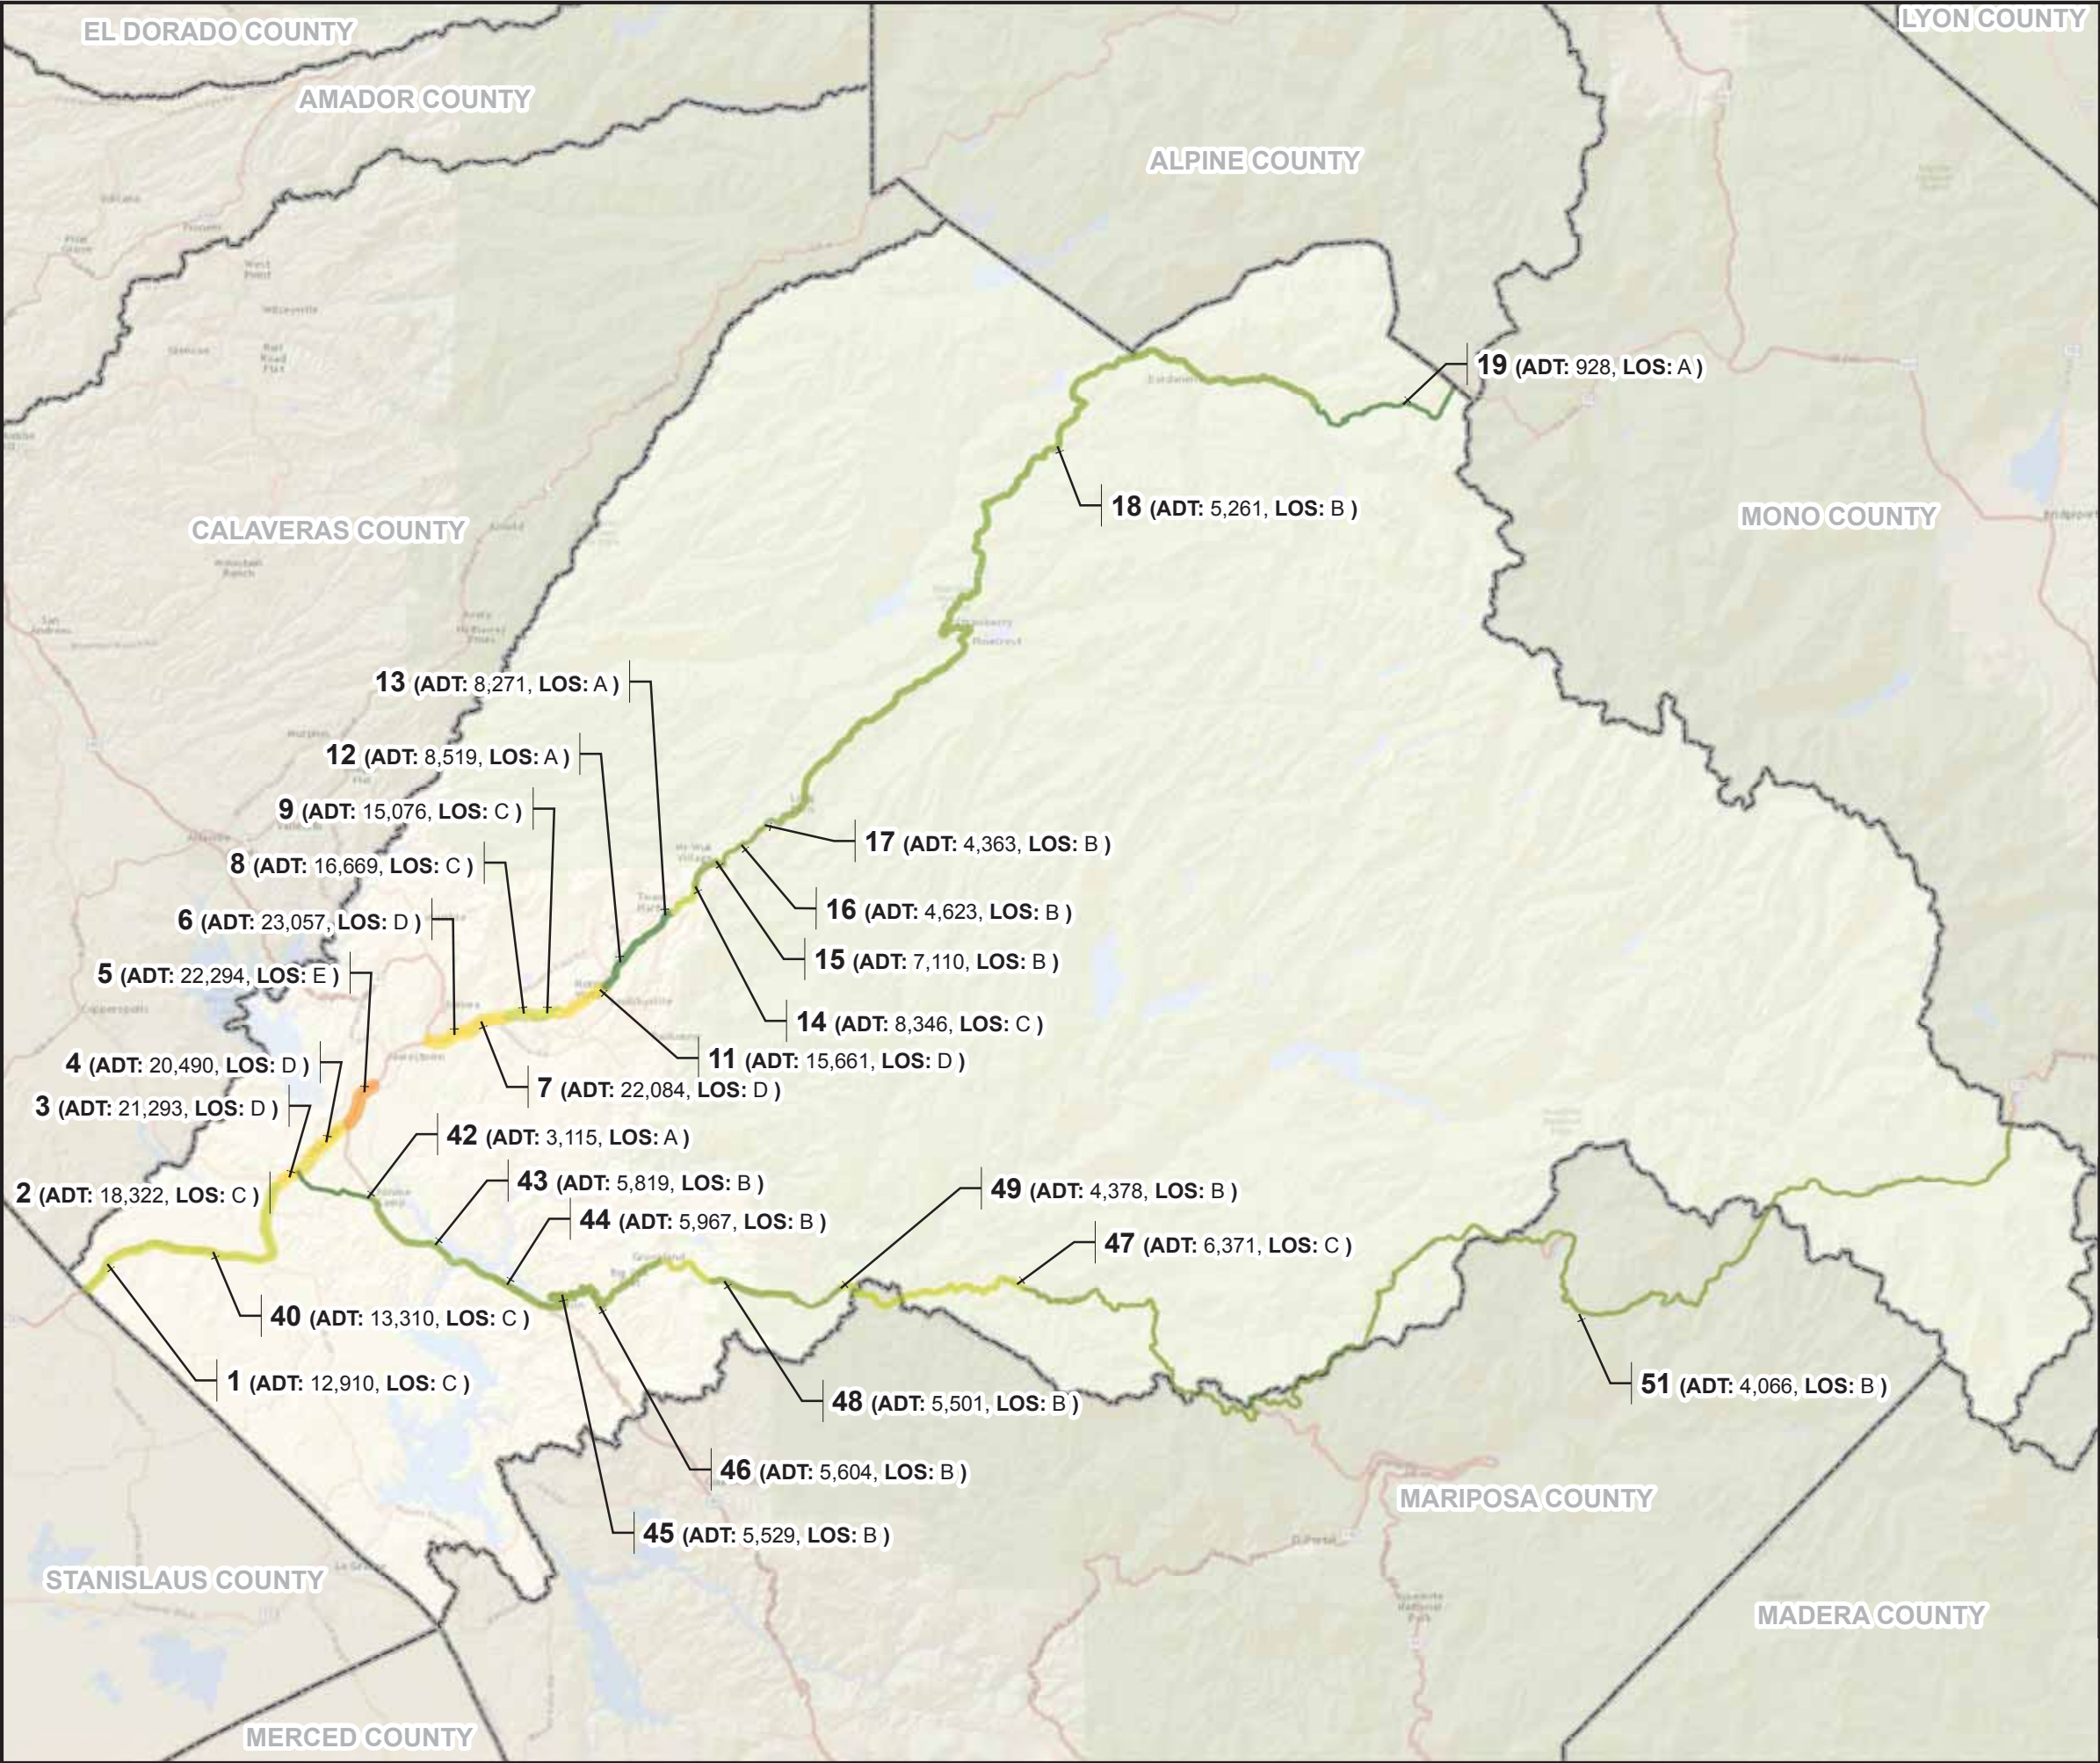 EL DORADO COUNTY
LYON COUNTY
AMADOR COUNTY
ALPINE COUNTY
West
Point
19 (ADT: 928, LOS: A )
18 (ADT: 5,261, LOS: B )
CALAVERAS COUNTY
MONO COUNTY
13 (ADT: 8,271, LOS: A )
12 (ADT: 8,519, LOS: A )
9 (ADT: 15,076, LOS: C )
8 (ADT: 16,669, LOS: C )
17 (ADT: 4,363, LOS: B )
16 (ADT: 4,623, LOS: B )
6 (ADT: 23,057, LOS: D )
15 (ADT: 7,110, LOS: B )
5 (ADT: 22,294, LOS: E )
14 (ADT: 8,346, LOS: C )
11 (ADT: 15,661, LOS: D )
4 (ADT: 20,490, LOS: D )
7 (ADT: 22,084, LOS: D )
3 (ADT: 21,293, LOS: D )
42 (ADT: 3,115, LOS: A )
43 (ADT: 5,819, LOS: B )
49 (ADT: 4,378, LOS: B )
2 (ADT: 18,322, LOS: C )
44 (ADT: 5,967, LOS: B )
47 (ADT: 6,371, LOS: C )
40 (ADT: 13,310, LOS: C )
1 (ADT: 12,910, LOS: C )
51 (ADT: 4,066, LOS: B )
48 (ADT: 5,501, LOS: B )
46 (ADT: 5,604, LOS: B )
MARIPOSA COUNTY
45 (ADT: 5,529, LOS: B )
STANISLAUS COUNTY
MADERA COUNTY
MERCED COUNTY